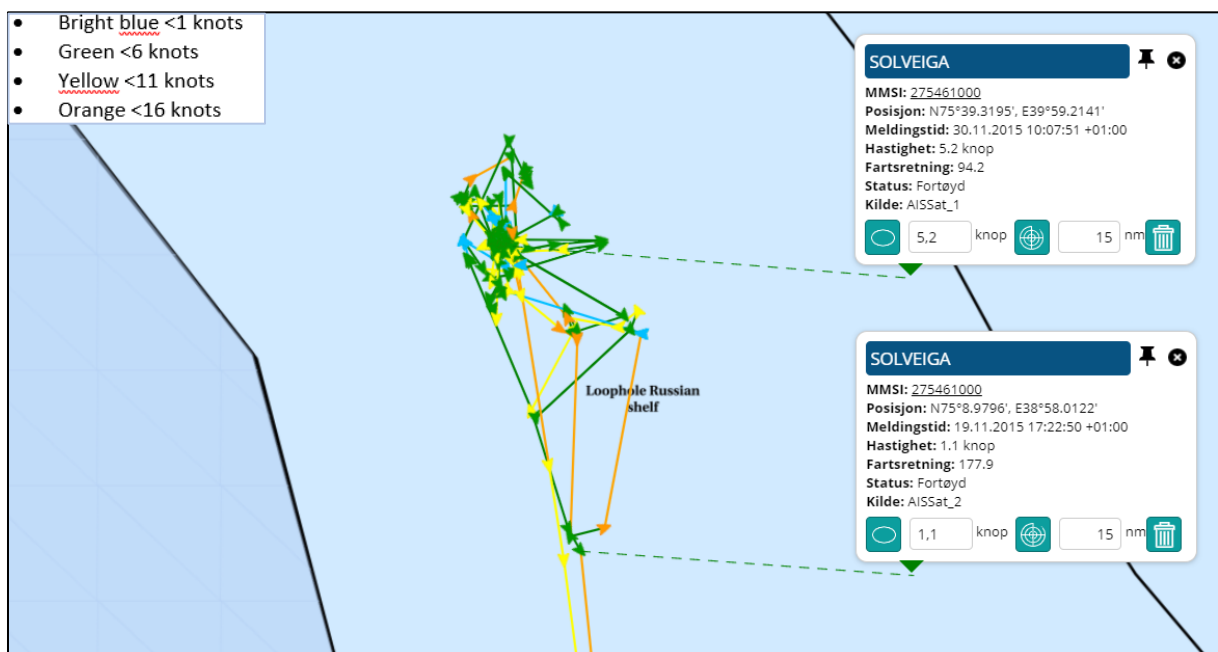 • Bright blue <1 knots
• Green <6 knots
• Yellow <11 knots
• Orange <16 knots
SOLVEIGA
MMSI: 275461000
Posisjon: N75°39.3195', E39°59.2141'
Meldingstid: 30.11.2015 10:07:51 +01:00
Hastighet: 5.2 knop
Fartsretning: 94.2
Status: Fortøyd
Kilde: AISSat_1
5,2 knop 15 nm
Loophole Russian
shelf
SOLVEIGA
MMSI: 275461000
Posisjon: N75°8.9796', E38°58.0122'
Meldingstid: 19.11.2015 17:22:50 +01:00
Hastighet: 1.1 knop
Fartsretning: 177.9
Status: Fortøyd
Kilde: AISSat_2
1,1 knop 15 nm